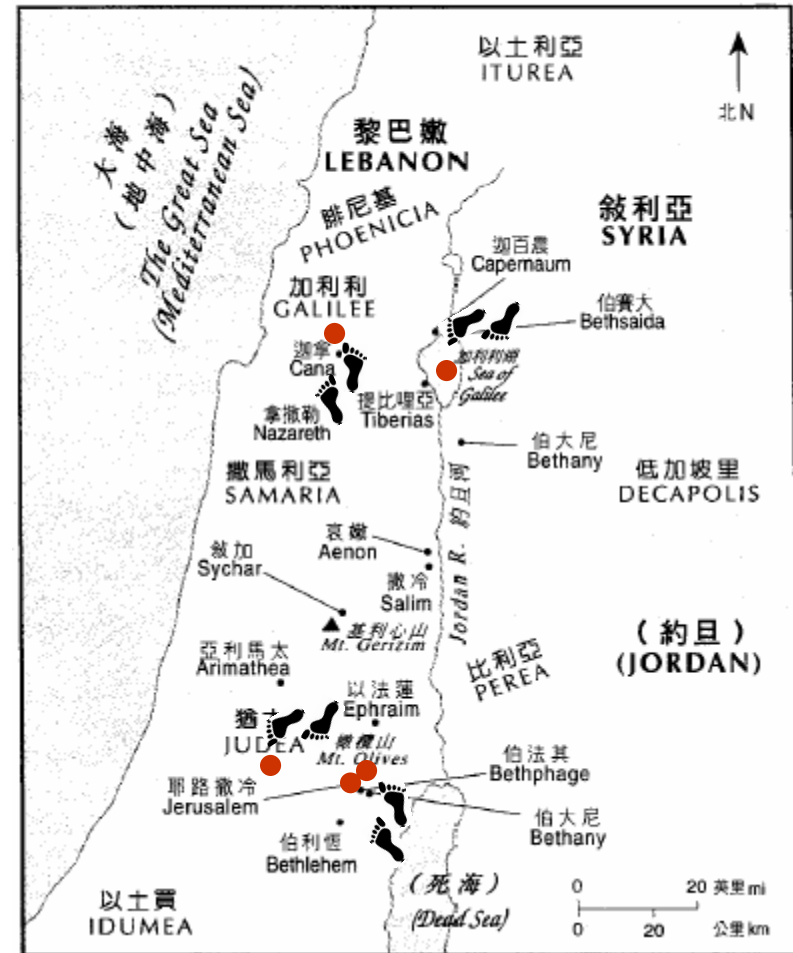 以土利亞
ITUREA
北N
大海
(地中海)
The Great Sea
(Mediterranean Sea)
黎巴嫩
LEBANON
腓尼基
PHOENICIA
敍利亞
SYRIA
迦百農
Capernaum
加利利
GALILEE
伯賽大
Bethsaida
迦拿
Cana
加利利海
Sea of
Galilee
提比哩亞
Tiberias
拿撒勒
Nazareth
伯大尼
Bethany
撒馬利亞
SAMARIA
低加坡里
DECAPOLIS
Jordan R. 約旦河
哀嫩
Aenon
敍加
Sychar
撒冷
Salim
基利心山
Mt. Gerizim
(約旦)
(JORDAN)
亞利馬太
Arimathea
比利亞
PEREA
以法蓮
Ephraim
猶
JUDEA
橄欖山
Mt. Olives
伯法其
Bethphage
耶路撒冷
Jerusalem
伯大尼
Bethany
伯利恆
Bethlehem
(死海)
(Dead Sea)
以土買
IDUMEA
0 20 英里 mi
0 20 公里 km